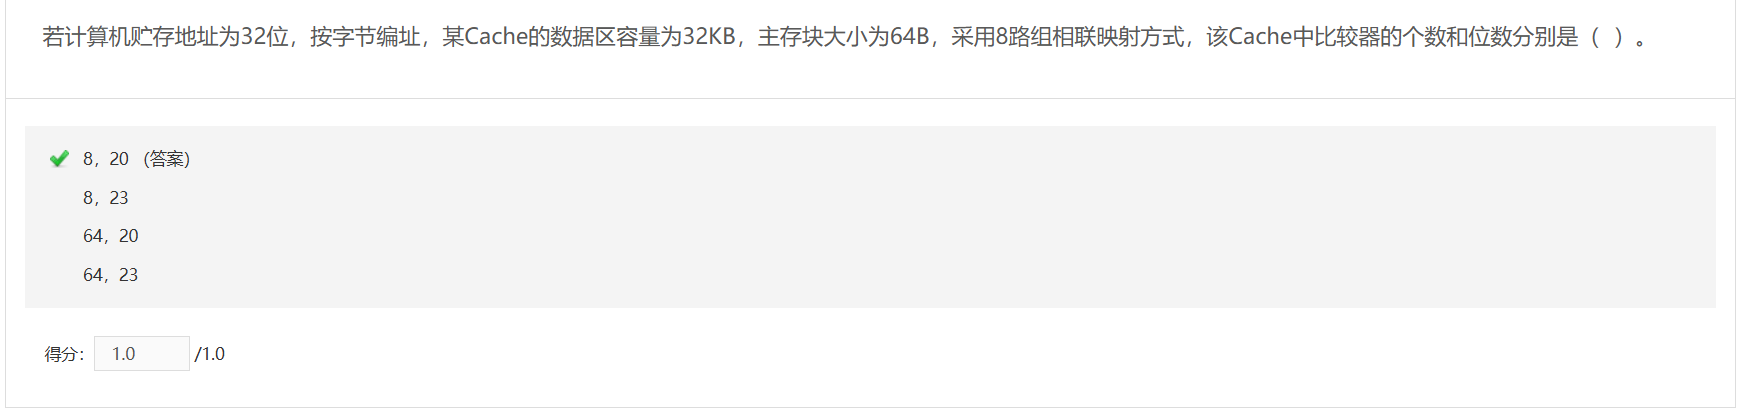 若计算机贮存地址为32位，按字节编址，某Cache的数据区容量为32KB，主存块大小为64B，采用8路组相联映射方式，该Cache中比较器的个数和位数分别是（ ）。
8，20 (答案)
8，23
64，20
64，23
得分： 1.0 /1.0